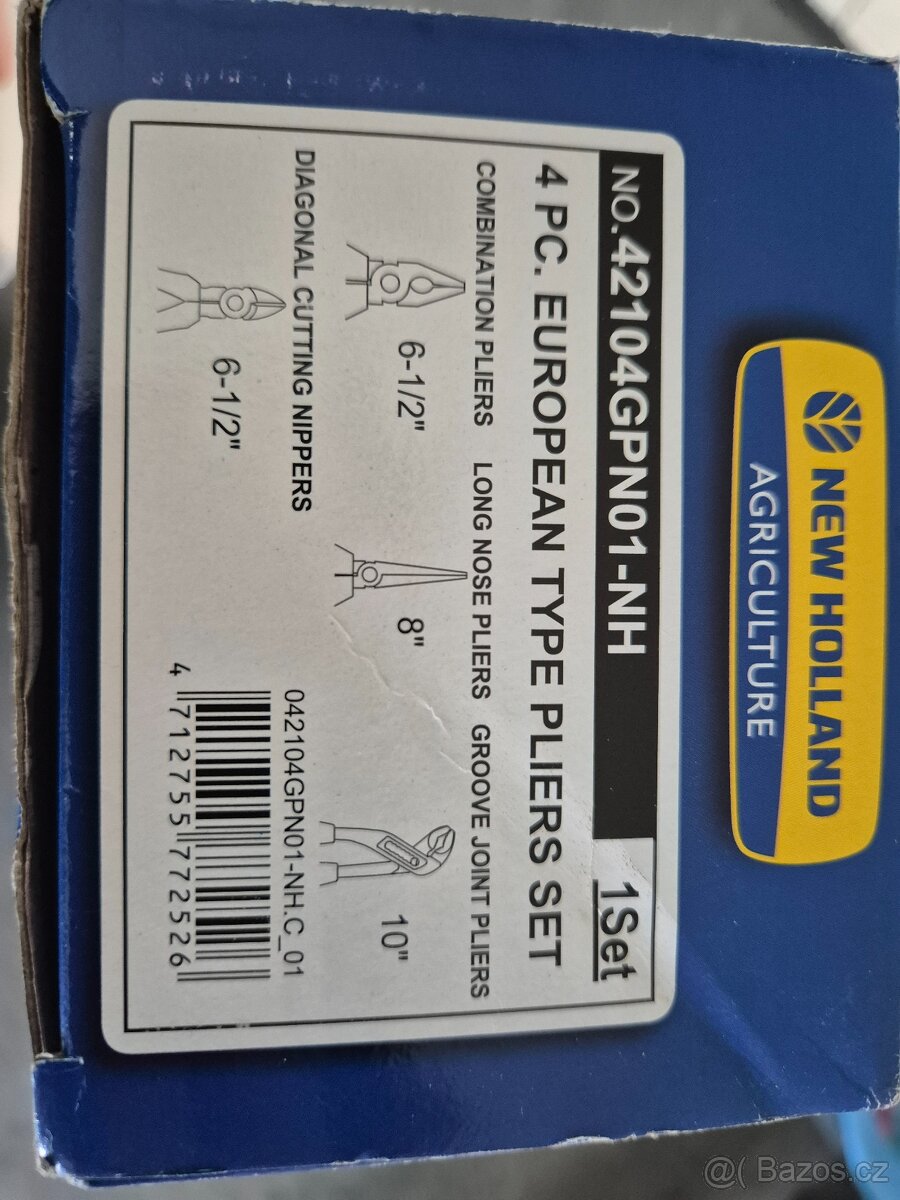 NEW HOLLAND
AGRICULTURE
NO.42104GPN01-NH 1Set
4 PC. EUROPEAN TYPE PLIERS SET
COMBINATION PLIERS LONG NOSE PLIERS GROOVE JOINT PLIERS
6-1/2" 8" 10"
DIAGONAL CUTTING NIPPERS
6-1/2"
042104GPN01-NH.C_01
4 712755 772526
@( Bazos.cz